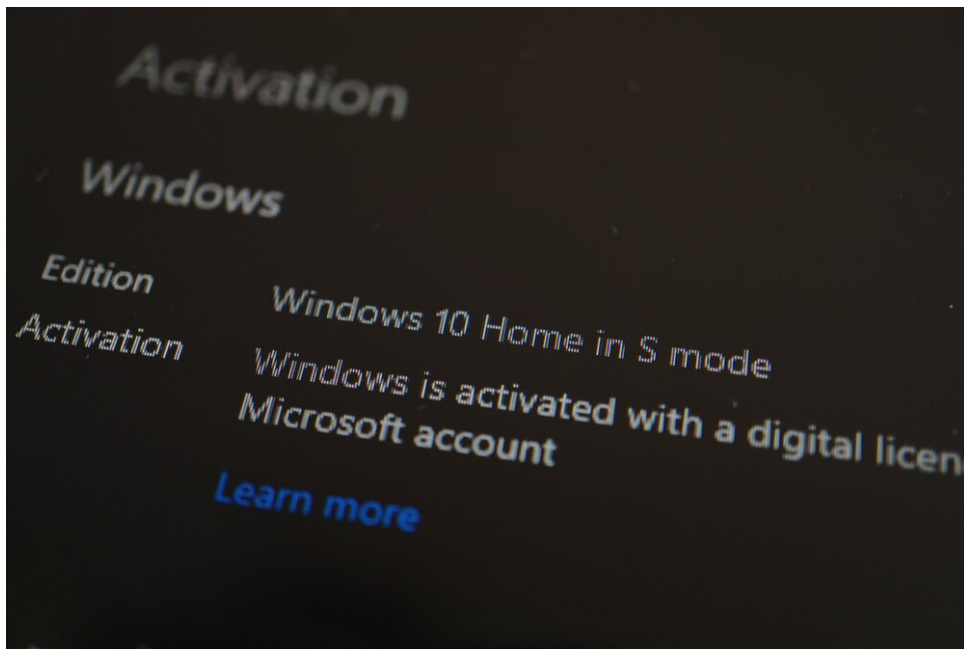 Activation
Windows
Edition Windows 10 Home in S mode
Activation Windows is activated with a digital
Microsoft account
Learn more